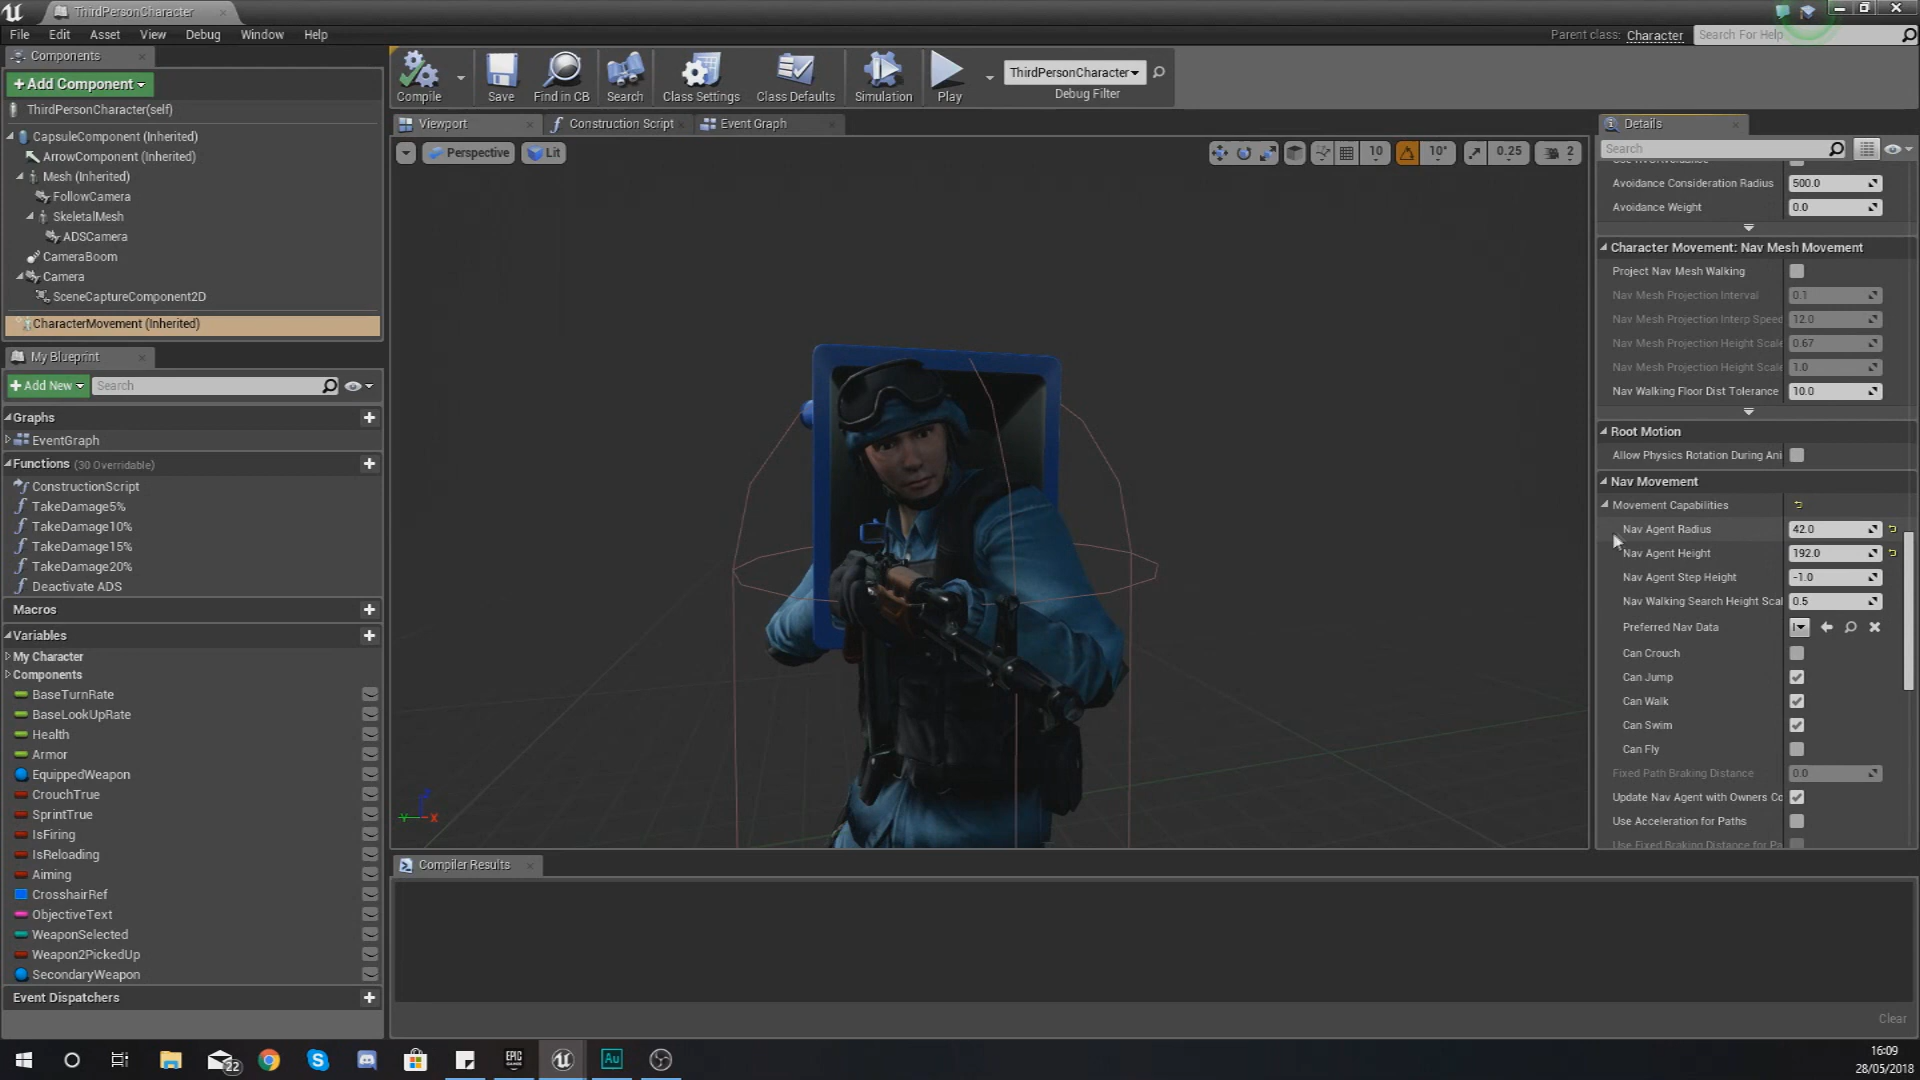 ThirdPersonCharacter
File Edit Asset View Debug Window Help
Parent class: Character
Search For Help
Components
+Add Component
ThirdPersonCharacter(self)
CapsuleComponent (Inherited)
ArrowComponent (Inherited)
Mesh (Inherited)
FollowCamera
SkeletalMesh
ADSCamera
CameraBoom
Camera
SceneCaptureComponent2D
CharacterMovement (Inherited)
My Blueprint
+Add New
Search
Graphs
EventGraph
Functions (30 Overridable)
ConstructionScript
TakeDamage5%
TakeDamage10%
TakeDamage15%
TakeDamage20%
Deactivate ADS
Macros
Variables
My Character
Components
BaseTurnRate
BaseLookUpRate
Health
Armor
EquippedWeapon
CrouchTrue
SprintTrue
IsFiring
IsReloading
Aiming
CrosshairRef
ObjectiveText
WeaponSelected
Weapon2PickedUp
SecondaryWeapon
Event Dispatchers
Compile
Save
Find in CB
Search
Class Settings
Class Defaults
Simulation
Play
ThirdPersonCharacter
Debug Filter
Viewport
Construction Script
Event Graph
Perspective
Lit
10
10°
0.25
2
Compiler Results
Clear
Details
Search
Avoidance Consideration Radius 500.0
Avoidance Weight 0.0
Character Movement: Nav Mesh Movement
Project Nav Mesh Walking
Nav Mesh Projection Interval 0.1
Nav Mesh Projection Interp Speed 12.0
Nav Mesh Projection Height Scale 0.67
Nav Mesh Projection Height Scale 1.0
Nav Walking Floor Dist Tolerance 10.0
Root Motion
Allow Physics Rotation During Ani
Nav Movement
Movement Capabilities
Nav Agent Radius 42.0
Nav Agent Height 192.0
Nav Agent Step Height -1.0
Nav Walking Search Height Scal 0.5
Preferred Nav Data
Can Crouch
Can Jump
Can Walk
Can Swim
Can Fly
Fixed Path Braking Distance 0.0
Update Nav Agent with Owners Co
Use Acceleration for Paths
Use Fixed Braking Distance for Pa
Z
Y
X
22
EPIC GAMES
Au
16:09
28/05/2018